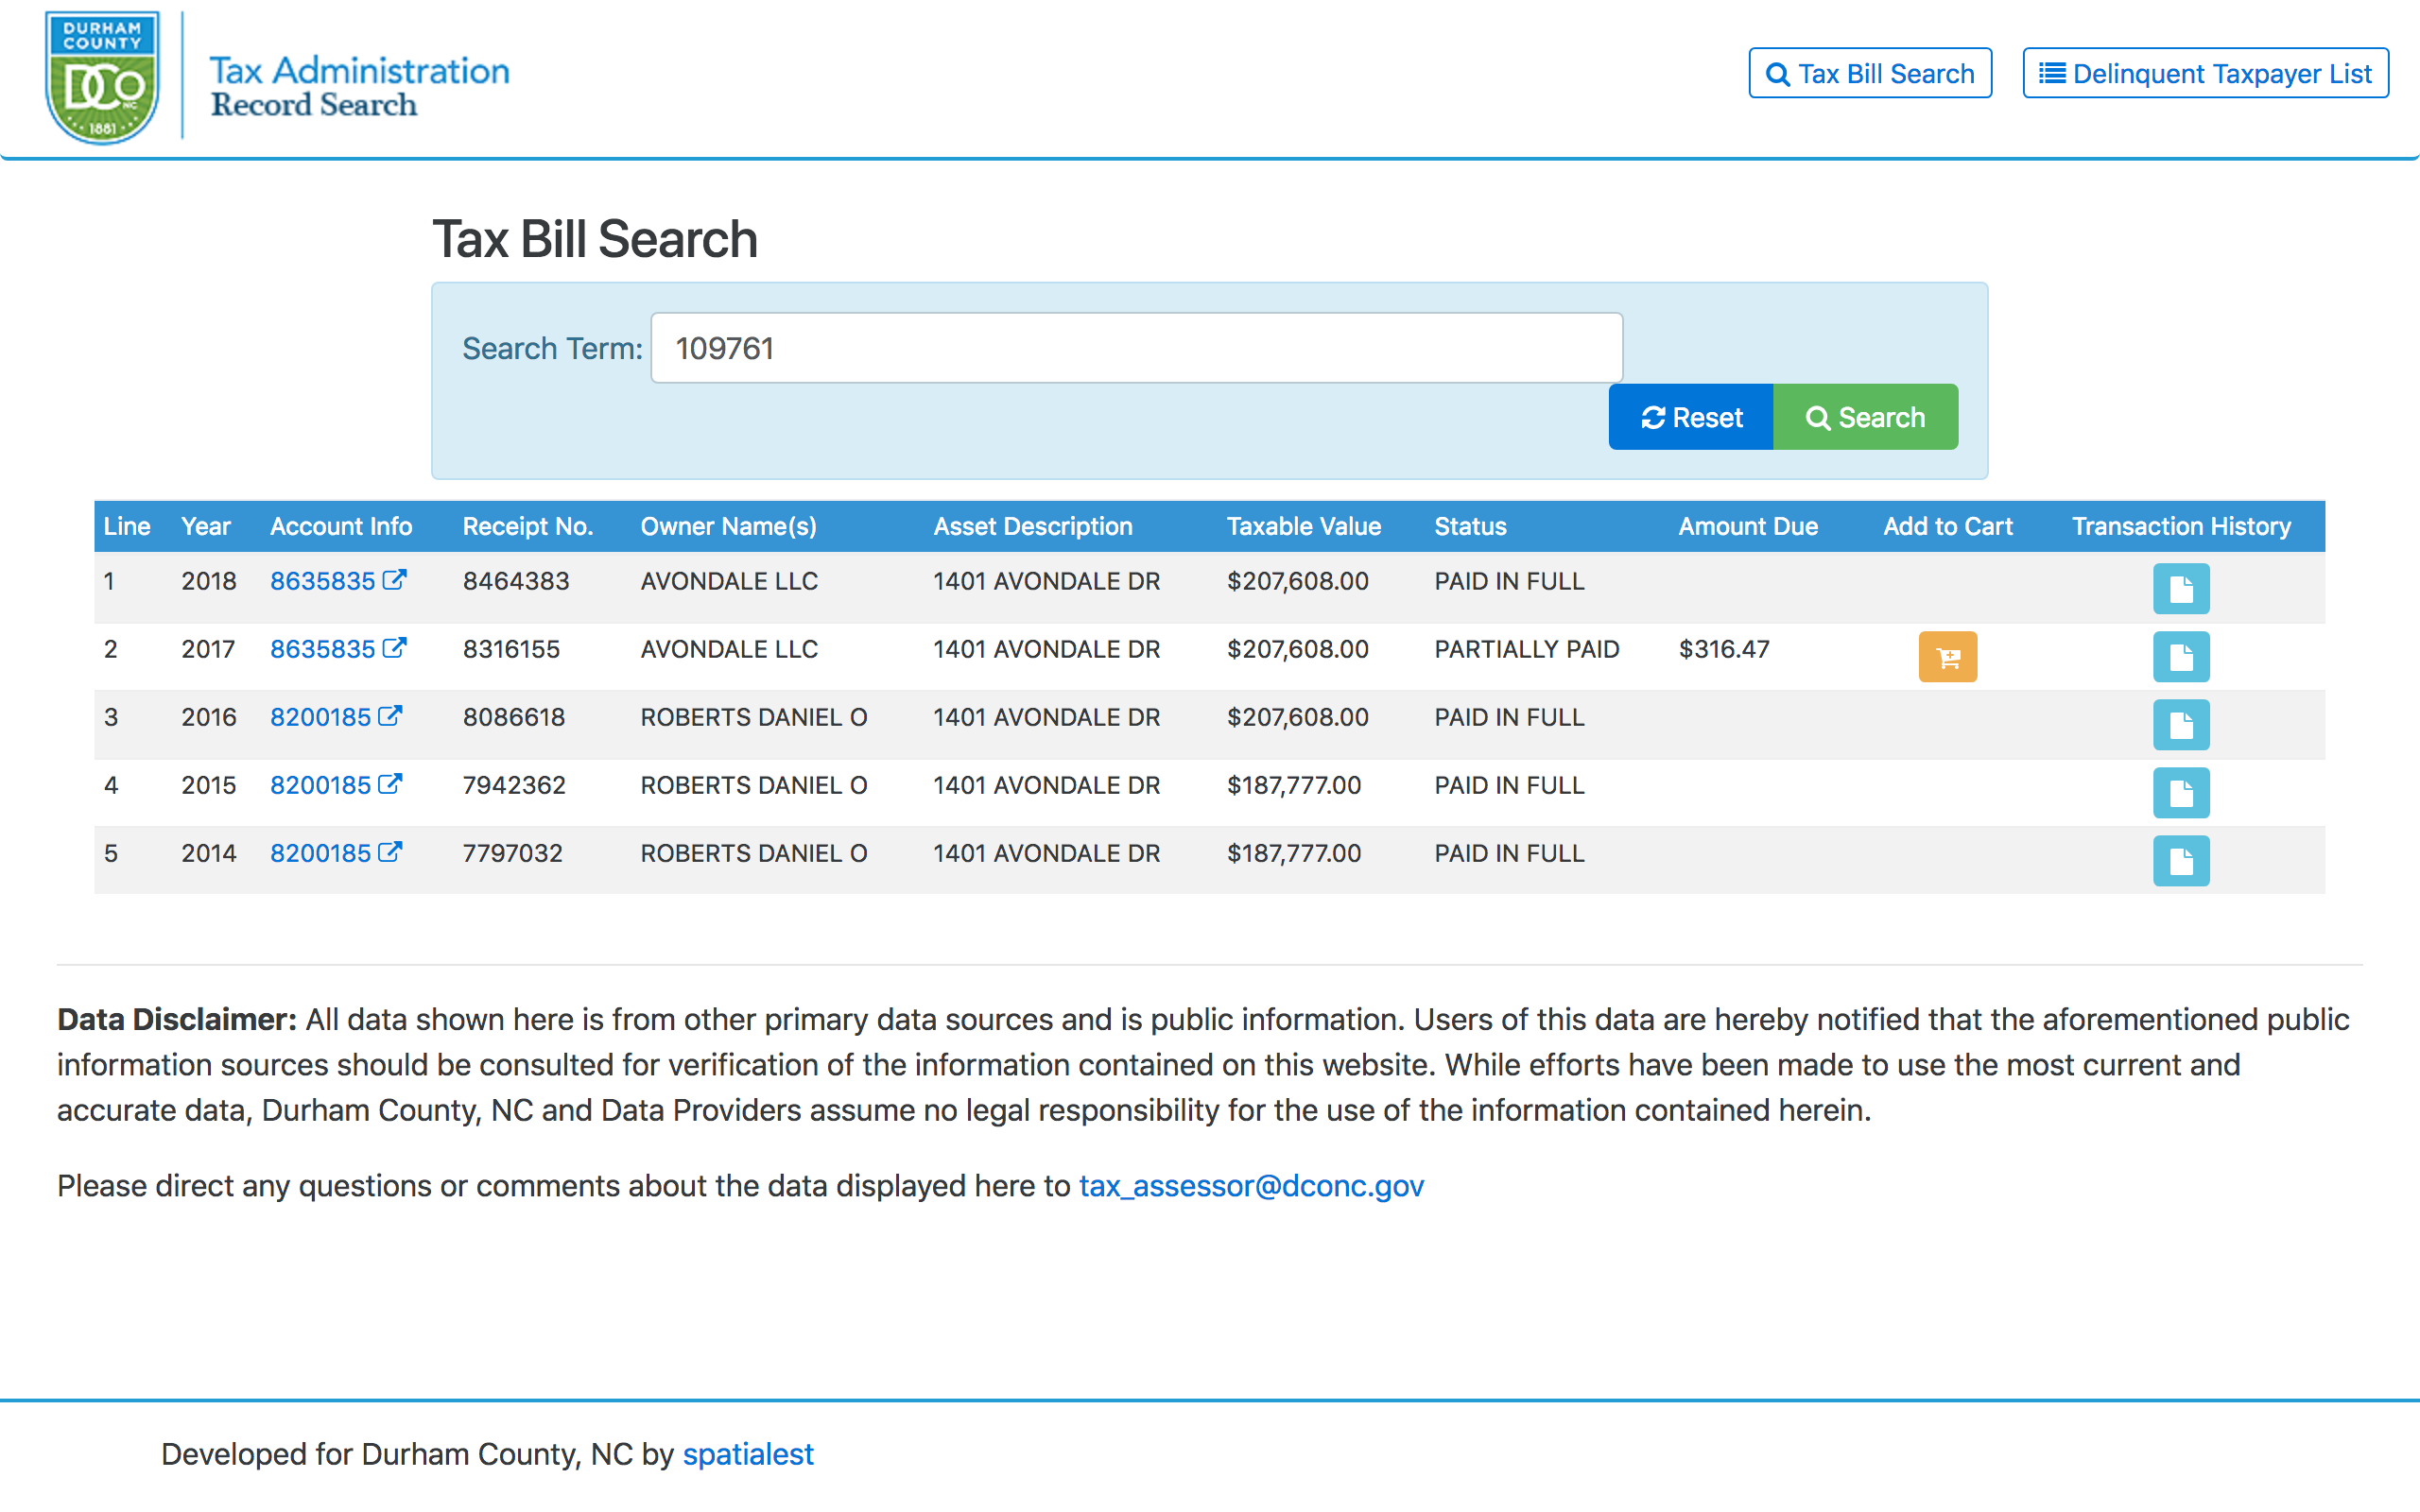 DURHAM
COUNTY
DCO
NC
1881
Tax Administration
Record Search
Tax Bill Search
Delinquent Taxpayer List
Tax Bill Search
Search Term: 109761
Reset Search
Line Year Account Info Receipt No. Owner Name(s) Asset Description Taxable Value Status Amount Due Add to Cart Transaction History
1 2018 8635835 8464383 AVONDALE LLC 1401 AVONDALE DR $207,608.00 PAID IN FULL
2 2017 8635835 8316155 AVONDALE LLC 1401 AVONDALE DR $207,608.00 PARTIALLY PAID $316.47
3 2016 8200185 8086618 ROBERTS DANIEL O 1401 AVONDALE DR $207,608.00 PAID IN FULL
4 2015 8200185 7942362 ROBERTS DANIEL O 1401 AVONDALE DR $187,777.00 PAID IN FULL
5 2014 8200185 7797032 ROBERTS DANIEL O 1401 AVONDALE DR $187,777.00 PAID IN FULL
Data Disclaimer: All data shown here is from other primary data sources and is public information. Users of this data are hereby notified that the aforementioned public
information sources should be consulted for verification of the information contained on this website. While efforts have been made to use the most current and
accurate data, Durham County, NC and Data Providers assume no legal responsibility for the use of the information contained herein.
Please direct any questions or comments about the data displayed here to tax_assessor@dconc.gov
Developed for Durham County, NC by spatialest